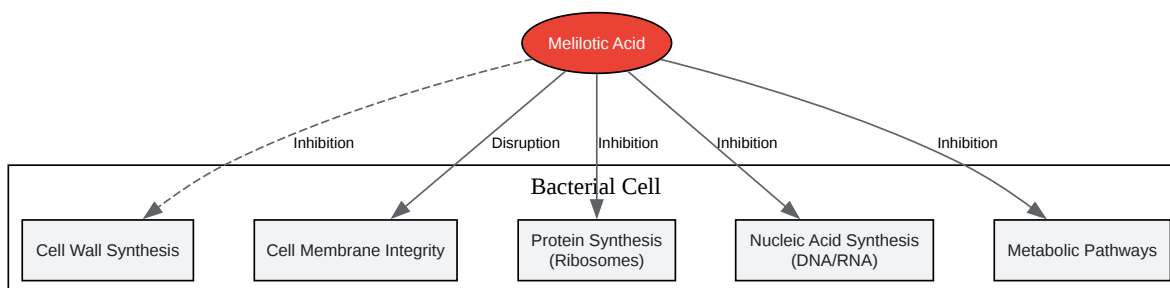 Melilotic Acid
Inhibition
Disruption
Inhibition
Inhibition
Inhibition
Bacterial Cell
Cell Wall Synthesis
Cell Membrane Integrity
Protein Synthesis
(Ribosomes)
Nucleic Acid Synthesis
(DNA/RNA)
Metabolic Pathways